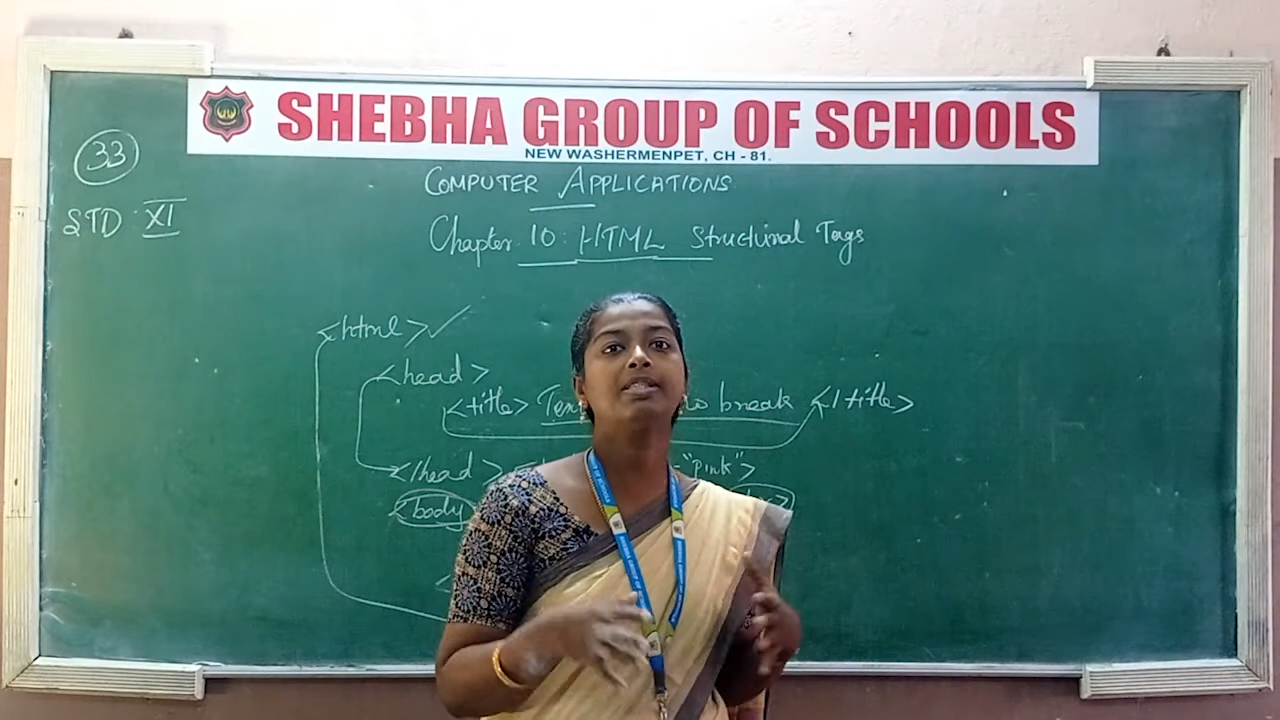 SHEBHA GROUP OF SCHOOLS
NEW WASHERMENPET, CH - 81.
33
STD : XI
COMPUTER APPLICATIONS
Chapter 10 : HTML Structural Tags
<html>
<head>
<title> break </title>
</head> "pink">
<body